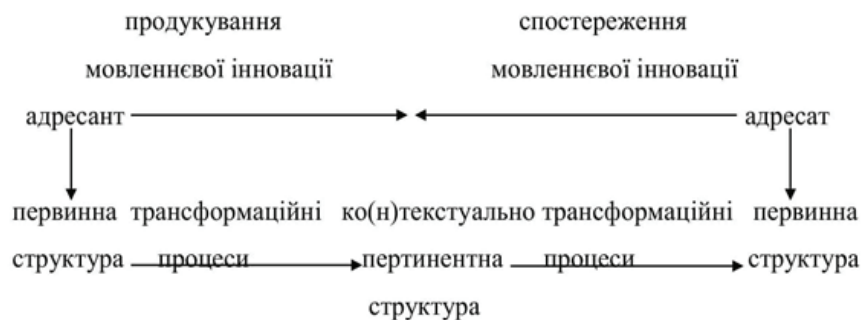 продукування спостереження
мовленнєвої інновації мовленнєвої інновації
адресант адресат
первинна трансформаційні ко(н)текстуально трансформаційні первинна
структура процеси пертинентна процеси структура
структура